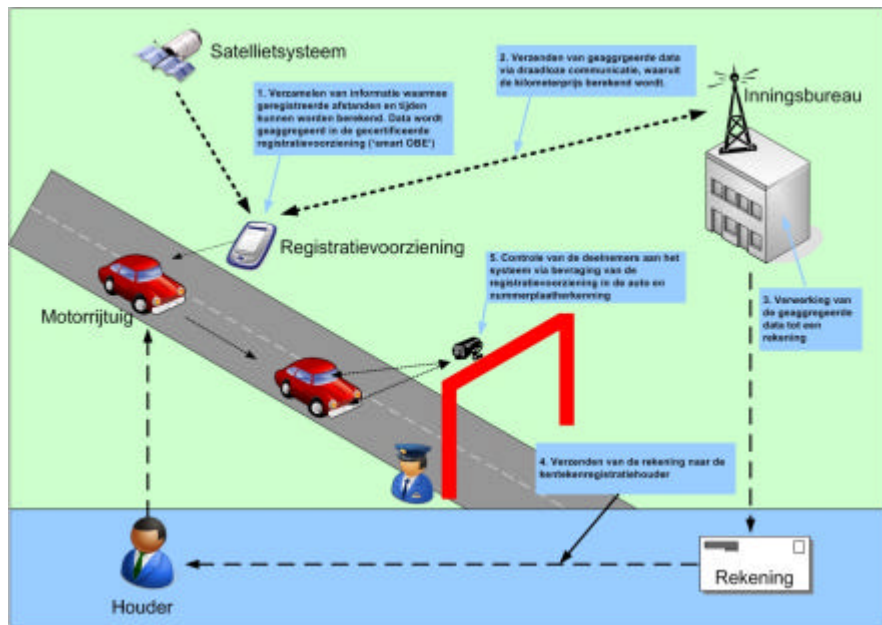 Satellietsysteem
1. Verzamelen van informatie waarmee
geregistreerde afstanden en tijden
kunnen worden berekend. Data wordt
geaggregeerd in de gecertificeerde
registratievoorziening ('smart OBE')
2. Verzenden van geaggrgeerde data
via draadloze communicatie, waaruit
de kilometerprijs berekend wordt.
Inningsbureau
Registratievoorziening
5. Controle van de deelnemers aan het
systeem via bevraging van de
registratievoorziening in de auto en
nummerplaatherkenning
Motorrijtuig
3. Verwerking van
de geaggregeerde
data tot een
rekening
4. Verzenden van de rekening naar de
kentekenregistratiehouder
Houder
Rekening